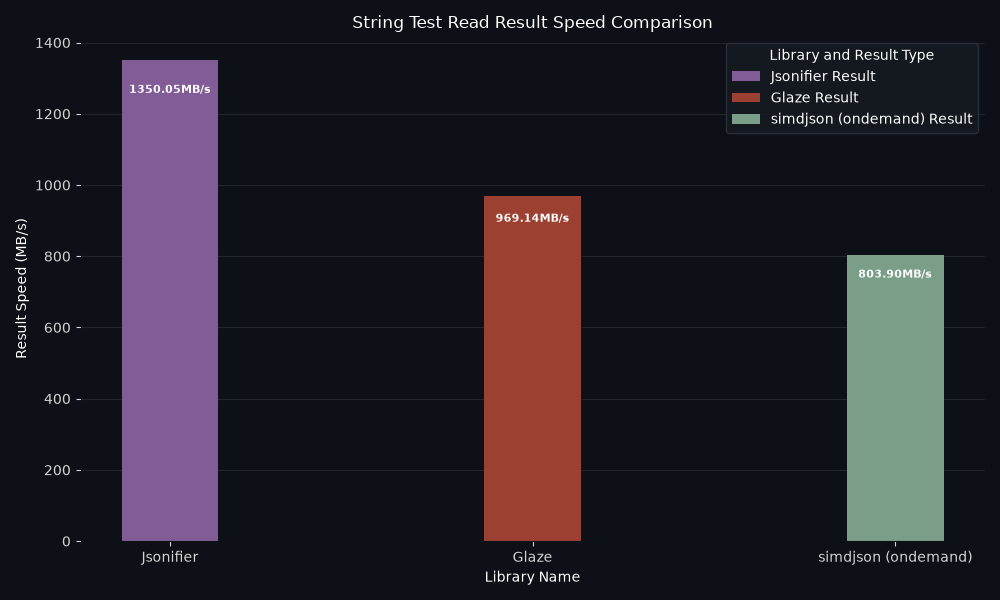 String Test Read Result Speed Comparison
Library and Result Type
Jsonifier Result
Glaze Result
simdjson (ondemand) Result
Result Speed (MB/s)
1400
1200
1000
800
600
400
200
0
1350.05MB/s
969.14MB/s
803.90MB/s
Jsonifier
Glaze
simdjson (ondemand)
Library Name